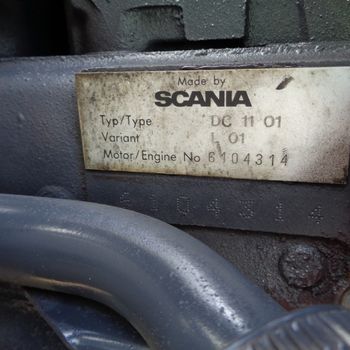 Made by
SCANIA
Typ/Type DC 11 01
Variant L 01
Motor/Engine No 6104314
6104314